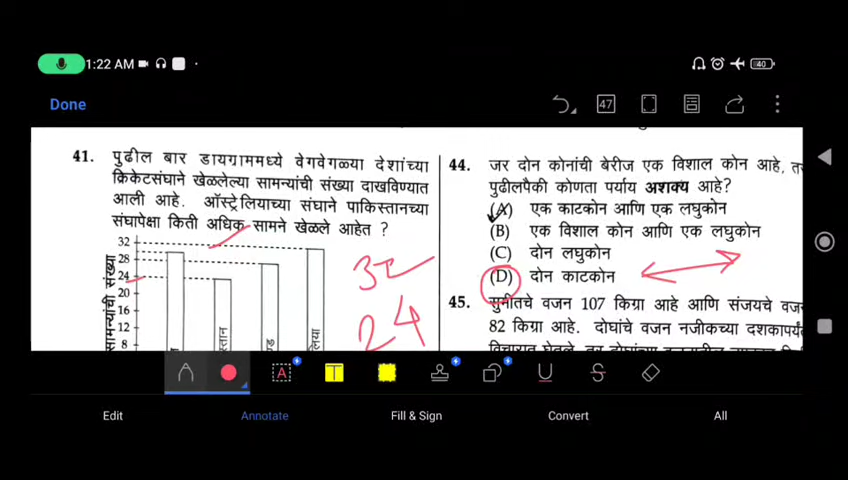 1:22 AM
40
Done
47
41. पुढील बार डायग्राममध्ये वेगवेगळ्या देशांच्या
क्रिकेटसंघाने खेळलेल्या सामन्यांची संख्या दाखविण्यात
आली आहे. ऑस्ट्रेलियाच्या संघाने पाकिस्तानच्या
संघापेक्षा किती अधिक सामने खेळले आहेत ?
32
28
24
20
16
12
8
सामन्यांची संख्या
स्तान
ण्ड
लिया
32
24
44. जर दोन कोनांची बेरीज एक विशाल कोन आहे, त
पुढीलपैकी कोणता पर्याय अशक्य आहे?
(A) एक काटकोन आणि एक लघुकोन
(B) एक विशाल कोन आणि एक लघुकोन
(C) दोन लघुकोन
(D) दोन काटकोन
45. सुमीतचे वजन 107 किग्रा आहे आणि संजयचे वज
82 किग्रा आहे. दोघांचे वजन नजीकच्या दशकापर्यं
A
T
U
S
Edit
Annotate
Fill & Sign
Convert
All